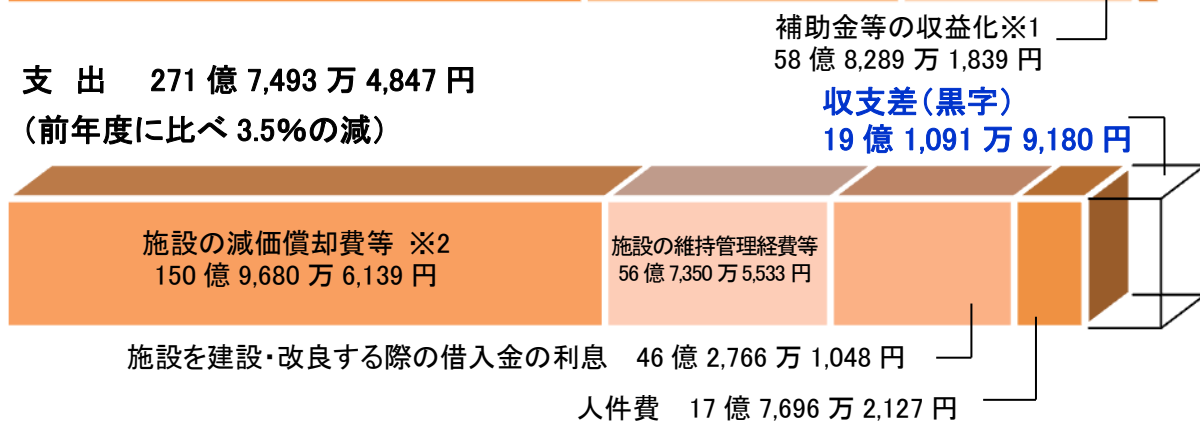 補助金等の収益化※1
58 億 8,289 万 1,839 円
支 出 271 億 7,493 万 4,847 円
（前年度に比べ 3.5%の減）
収支差（黒字）
19 億 1,091 万 9,180 円
施設の減価償却費等 ※2
150 億 9,680 万 6,139 円
施設の維持管理経費等
56 億 7,350 万 5,533 円
施設を建設・改良する際の借入金の利息 46 億 2,766 万 1,048 円
人件費 17 億 7,696 万 2,127 円